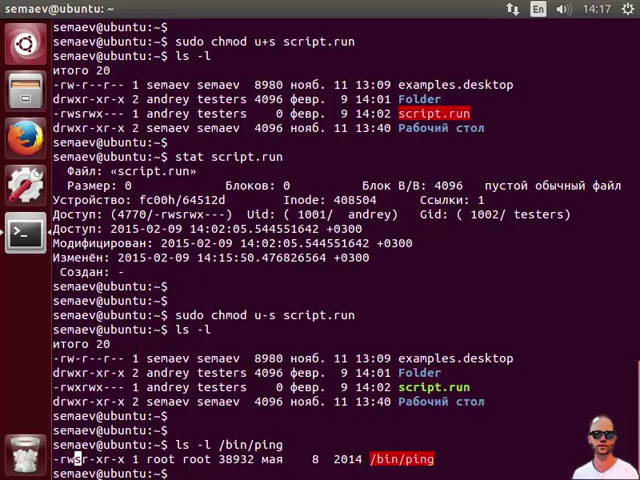 semaev@ubuntu: ~
En
14:17
semaev@ubuntu:~$
semaev@ubuntu:~$ sudo chmod u+s script.run
semaev@ubuntu:~$ ls -l
итого 20
-rw-r--r-- 1 semaev semaev  8980 нояб. 11 13:09 examples.desktop
drwxr-xr-x 2 andrey testers 4096 февр.  9 14:01 Folder
-rwsrwx--- 1 andrey testers    0 февр.  9 14:02 script.run
drwxr-xr-x 2 semaev semaev  4096 нояб. 11 13:40 Рабочий стол
semaev@ubuntu:~$
semaev@ubuntu:~$ stat script.run
  Файл: «script.run»
  Размер: 0         Блоков: 0          Блок В/В: 4096   пустой обычный файл
Устройство: fc00h/64512d    Inode: 408504      Ссылки: 1
Доступ: (4770/-rwsrwx---)  Uid: ( 1001/  andrey)   Gid: ( 1002/ testers)
Доступ: 2015-02-09 14:02:05.544551642 +0300
Модифицирован: 2015-02-09 14:02:05.544551642 +0300
Изменён: 2015-02-09 14:15:50.476826564 +0300
 Создан: -
semaev@ubuntu:~$
semaev@ubuntu:~$
semaev@ubuntu:~$ sudo chmod u-s script.run
semaev@ubuntu:~$ ls -l
итого 20
-rw-r--r-- 1 semaev semaev  8980 нояб. 11 13:09 examples.desktop
drwxr-xr-x 2 andrey testers 4096 февр.  9 14:01 Folder
-rwxrwx--- 1 andrey testers    0 февр.  9 14:02 script.run
drwxr-xr-x 2 semaev semaev  4096 нояб. 11 13:40 Рабочий стол
semaev@ubuntu:~$
semaev@ubuntu:~$
semaev@ubuntu:~$ ls -l /bin/ping
-rwsr-xr-x 1 root root 38932 мая    8  2014 /bin/ping
semaev@ubuntu:~$